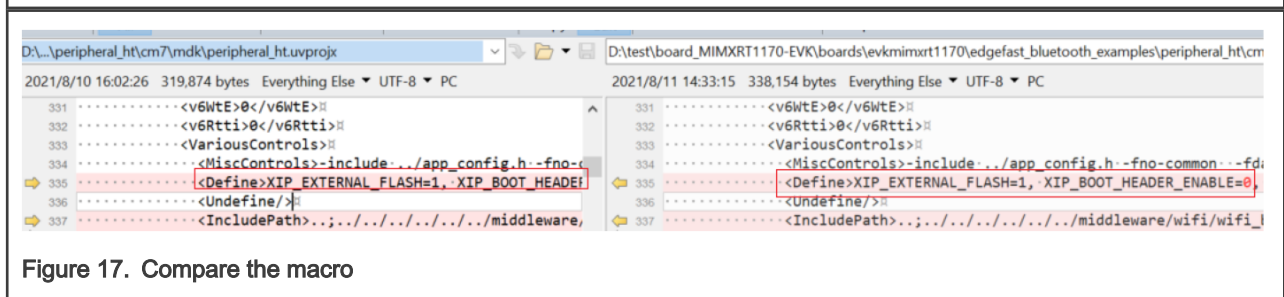 D:\...\peripheral_ht\cm7\mdk\peripheral_ht.uvprojx
D:\test\board_MIMXRT1170-EVK\boards\evkmimxrt1170\edgefast_bluetooth_examples\peripheral_ht\cm
2021/8/10 16:02:26 319,874 bytes Everything Else ▼ UTF-8 ▼ PC
2021/8/11 14:33:15 338,154 bytes Everything Else ▼ UTF-8 ▼ PC
331 <v6WtE>0</v6WtE>
332 <v6Rtti>0</v6Rtti>
333 <VariousControls>
334 <MiscControls>-include ../app_config.h -fno-c
335 <Define>XIP_EXTERNAL_FLASH=1, XIP_BOOT_HEADER
336 <Undefine/>
337 <IncludePath>..;../../../../../../middleware/
331 <v6WtE>0</v6WtE>
332 <v6Rtti>0</v6Rtti>
333 <VariousControls>
334 <MiscControls>-include ../app_config.h -fno-common -fda
335 <Define>XIP_EXTERNAL_FLASH=1, XIP_BOOT_HEADER_ENABLE=0,
336 <Undefine/>
337 <IncludePath>..;../../../../../../middleware/wifi/wifi_b
Figure 17. Compare the macro